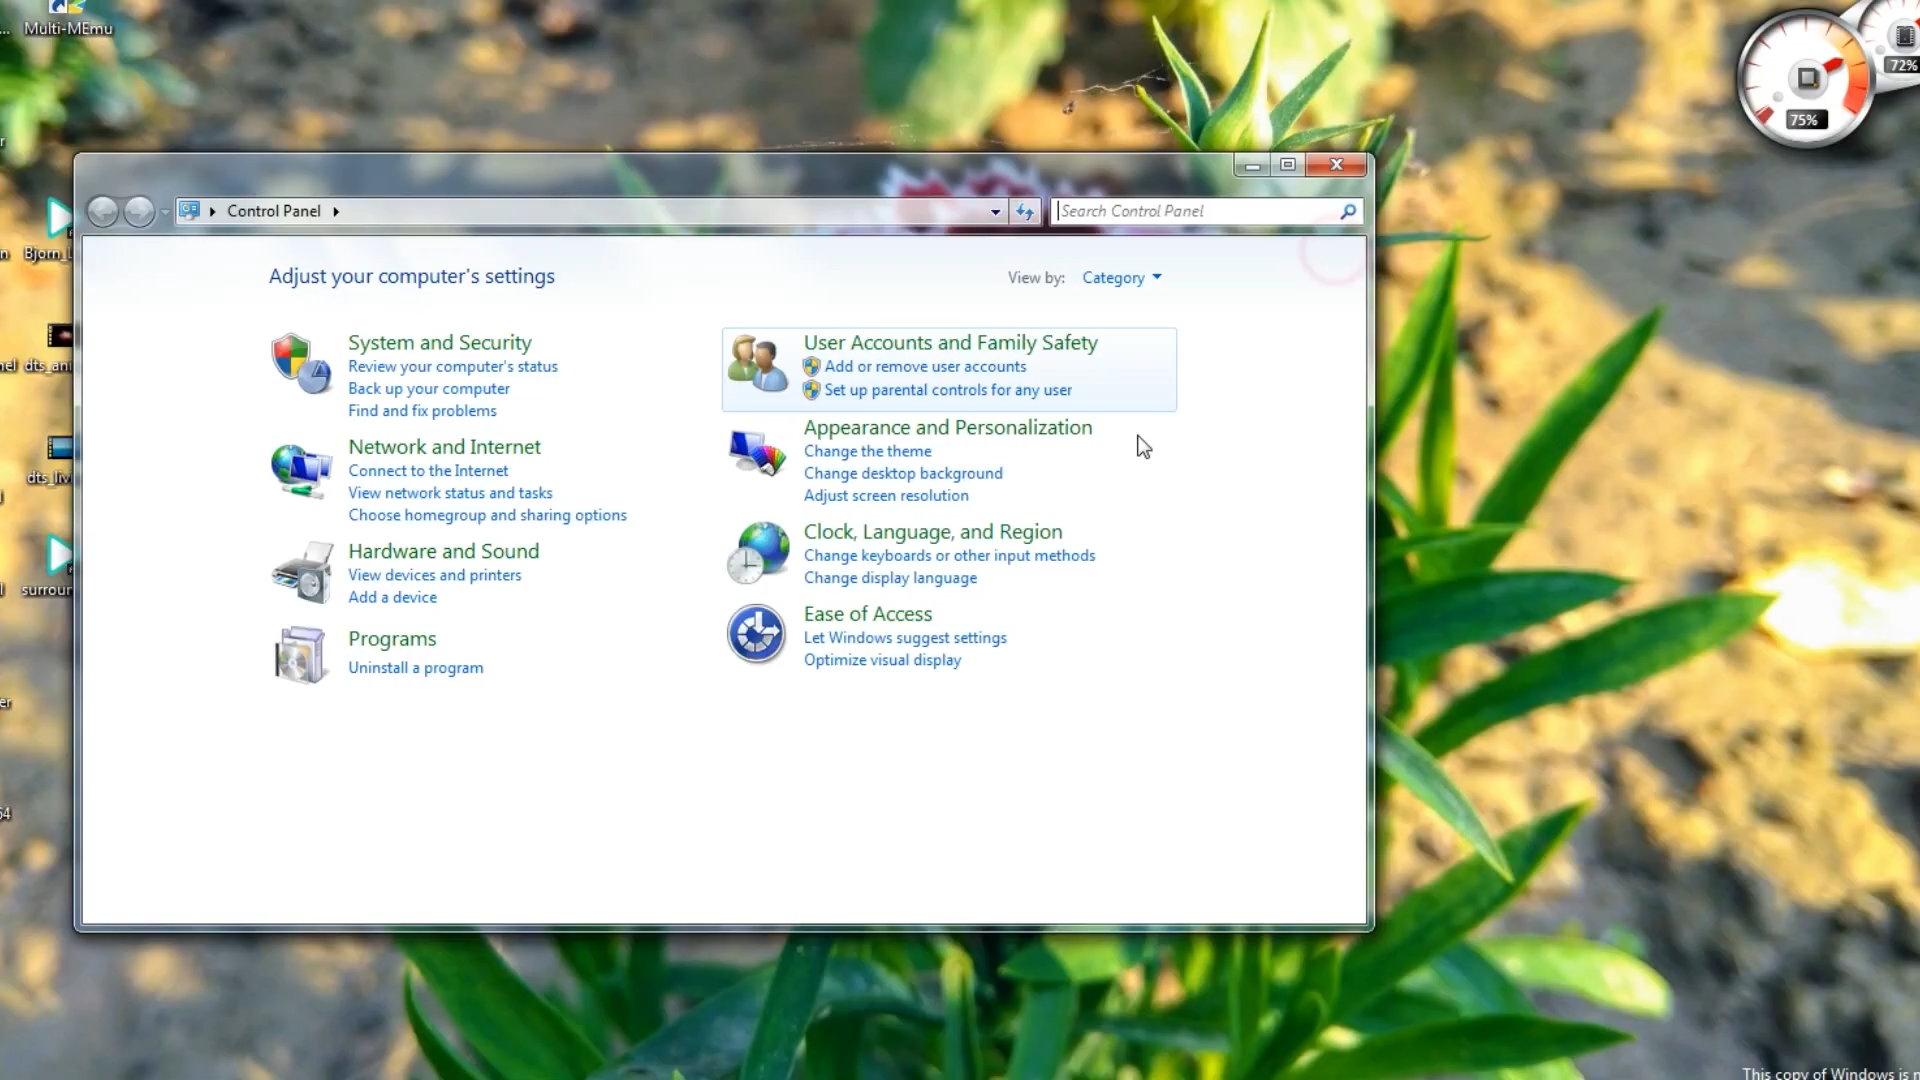 Multi-MEmu
72%
75%
Control Panel
Search Control Panel
Bjorn_L
Adjust your computer's settings
View by: Category
System and Security
Review your computer's status
Back up your computer
Find and fix problems
Network and Internet
Connect to the Internet
View network status and tasks
Choose homegroup and sharing options
Hardware and Sound
View devices and printers
Add a device
Programs
Uninstall a program
User Accounts and Family Safety
Add or remove user accounts
Set up parental controls for any user
Appearance and Personalization
Change the theme
Change desktop background
Adjust screen resolution
Clock, Language, and Region
Change keyboards or other input methods
Change display language
Ease of Access
Let Windows suggest settings
Optimize visual display
dts_ani
dts_liv
surrour
This copy of Windows is